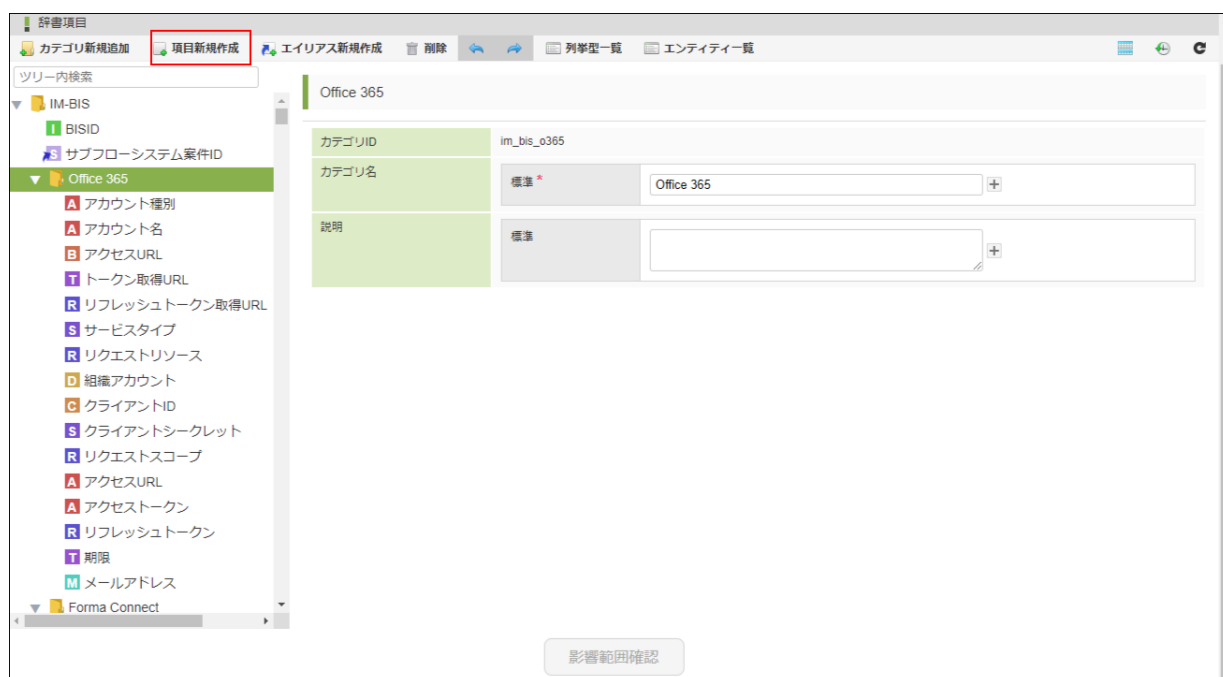 辞書項目
カテゴリ新規追加 項目新規作成 エイリアス新規作成 削除 列挙型一覧 エンティティ一覧
ツリー内検索
IM-BIS
I BISID
S サブフローシステム案件ID
Office 365
A アカウント種別
A アカウント名
B アクセスURL
T トークン取得URL
R リフレッシュトークン取得URL
S サービスタイプ
R リクエストリソース
D 組織アカウント
C クライアントID
S クライアントシークレット
R リクエストスコープ
A アクセスURL
A アクセストークン
R リフレッシュトークン
T 期限
M メールアドレス
Forma Connect
Office 365
カテゴリID im_bis_o365
カテゴリ名 標準 * Office 365
説明 標準
影響範囲確認